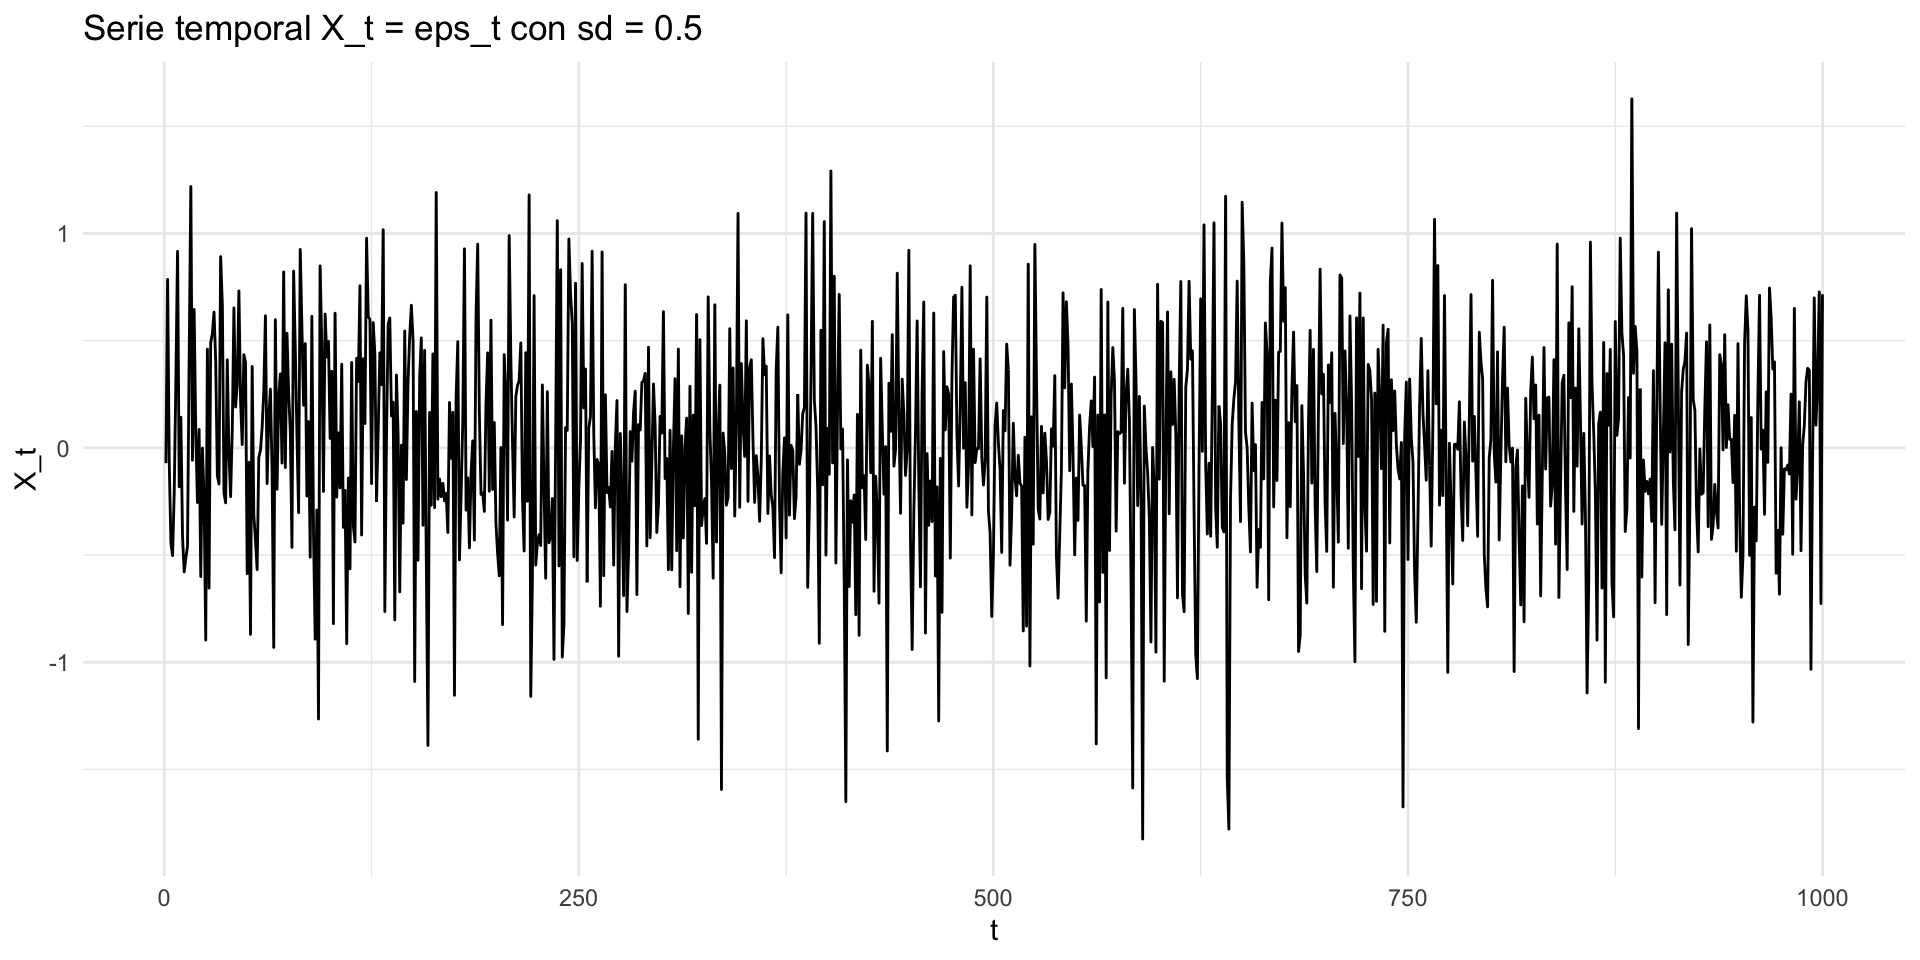 Serie temporal X_t = eps_t con sd = 0.5
1
0
-1
X_t
0 250 500 750 1000
t